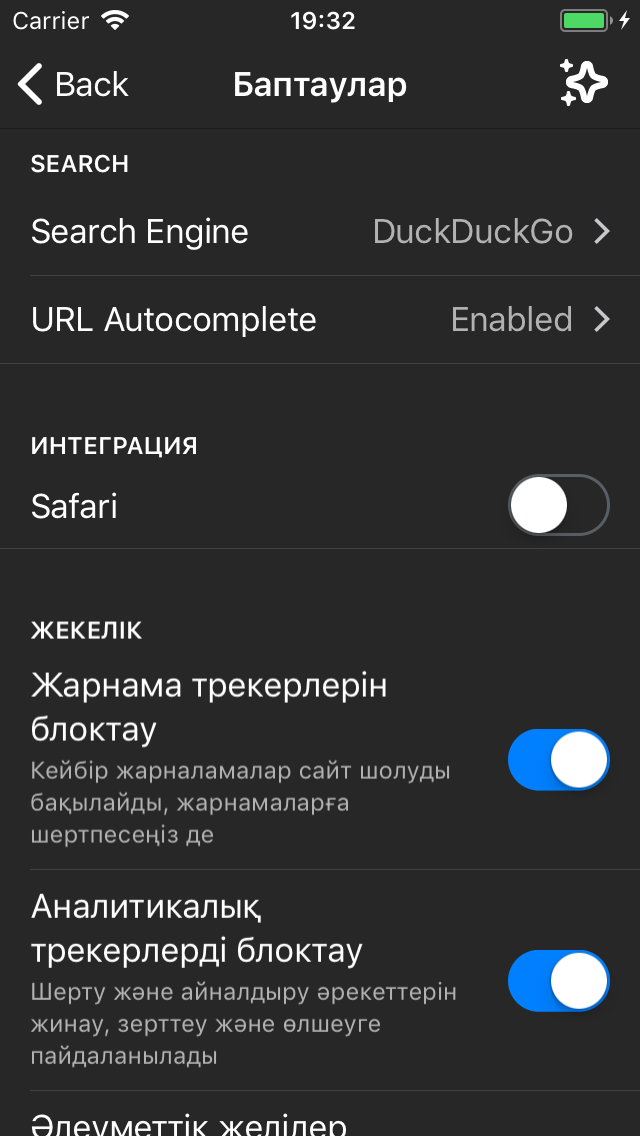 Carrier 19:32
Back Баптаулар
SEARCH
Search Engine DuckDuckGo
URL Autocomplete Enabled
ИНТЕГРАЦИЯ
Safari
ЖЕКЕЛІК
Жарнама трекерлерін
блоктау
Кейбір жарналамалар сайт шолуды
бақылайды, жарнамаларға
шертпесеңіз де
Аналитикалық
трекерлерді блоктау
Шерту және айналдыру әрекеттерін
жинау, зерттеу және өлшеуге
пайдаланылады
Әлеуметтік желілер